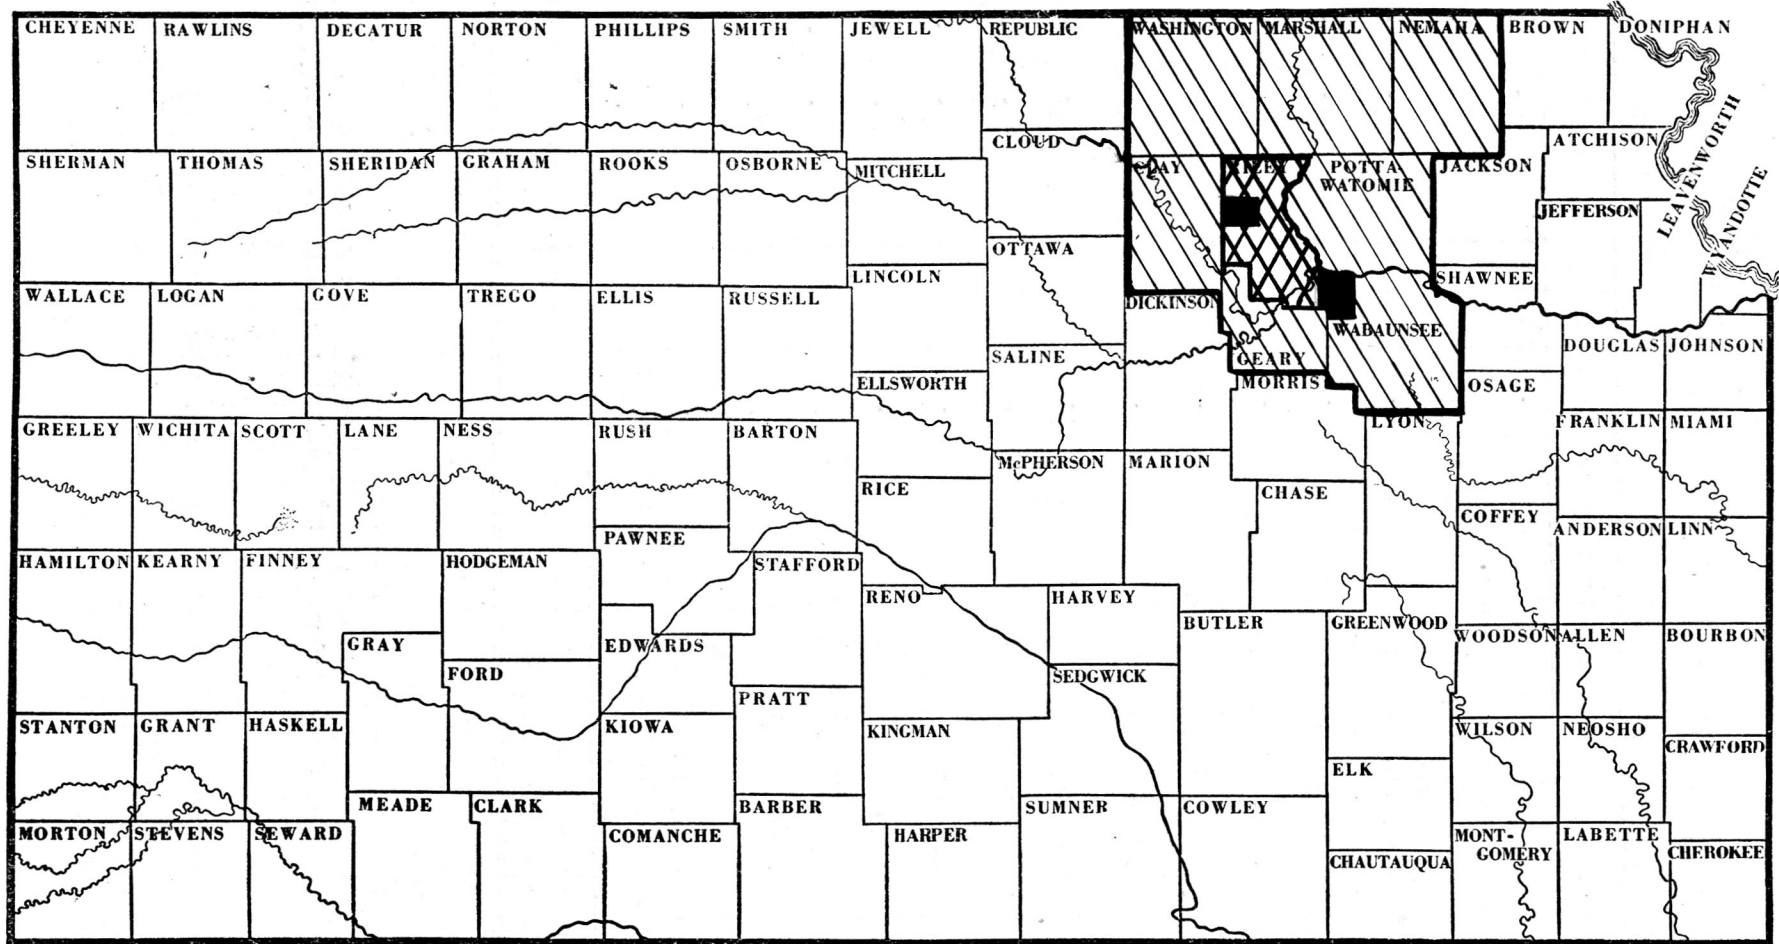 CHEYENNE RAWLINS DECATUR NORTON PHILLIPS SMITH JEWELL REPUBLIC WASHINGTON MARSHALL NEMAHA BROWN DONIPHAN
CLOUD ATCHISON LEAVENWORTH
SHERMAN THOMAS SHERIDAN GRAHAM ROOKS OSBORNE MITCHELL CLAY RILEY POTTA
WATOMIE JACKSON
JEFFERSON WYANDOTTE
OTTAWA
WALLACE LOGAN GOVE TREGO ELLIS RUSSELL LINCOLN DICKINSON SHAWNEE
WABAUNSEE
SALINE GEARY DOUGLAS JOHNSON
ELLSWORTH MORRIS OSAGE
GREELEY WICHITA SCOTT LANE NESS RUSH BARTON LYON FRANKLIN MIAMI
McPHERSON MARION
RICE CHASE
COFFEY
ANDERSON LINN
PAWNEE
HAMILTON KEARNY FINNEY HODGEMAN STAFFORD
RENO HARVEY
BUTLER GREENWOOD
WOODSON ALLEN BOURBON
GRAY EDWARDS
FORD SEDGWICK
PRATT
STANTON GRANT HASKELL KIOWA KINGMAN WILSON NEOSHO
CRAWFORD
ELK
MEADE CLARK BARBER SUMNER COWLEY
MORTON STEVENS SEWARD COMANCHE HARPER MONT-
GOMERY LABETTE
CHEROKEE
CHAUTAUQUA